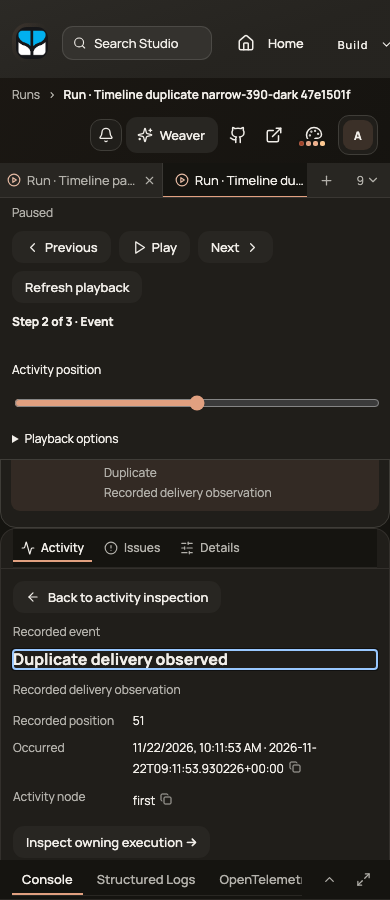 Search Studio
Home
Build
Runs › Run · Timeline duplicate narrow-390-dark 47e1501f
Weaver
A
Run · Timeline pa...
Run · Timeline du...
9
Paused
Previous
Play
Next
Refresh playback
Step 2 of 3 · Event
Activity position
Playback options
Duplicate
Recorded delivery observation
Activity
Issues
Details
Back to activity inspection
Recorded event
Duplicate delivery observed
Recorded delivery observation
Recorded position 51
Occurred 11/22/2026, 10:11:53 AM · 2026-11-
22T09:11:53.930226+00:00
Activity node first
Inspect owning execution →
Console
Structured Logs
OpenTelemet